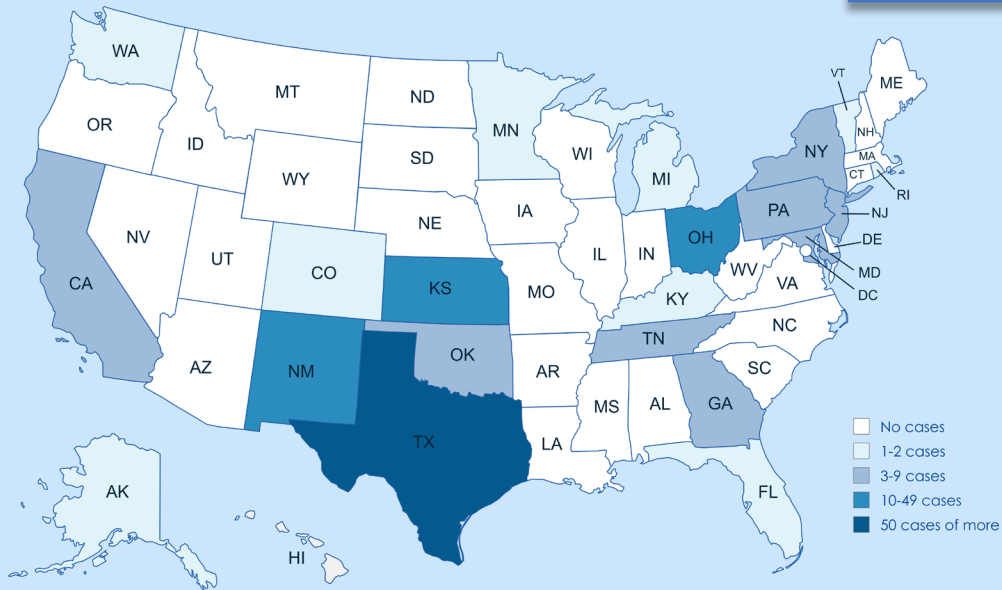 WA
MT
ND
MN
OR
ID
SD
WI
MI
WY
IA
NE
NV
UT
CO
CA
KS
MO
IL
IN
OH
KY
WV
VA
PA
NY
VT
ME
NH
MA
CT
RI
NJ
DE
MD
DC
AZ
NM
OK
AR
TN
NC
SC
TX
LA
MS
AL
GA
FL
AK
HI
No cases
1-2 cases
3-9 cases
10-49 cases
50 cases of more